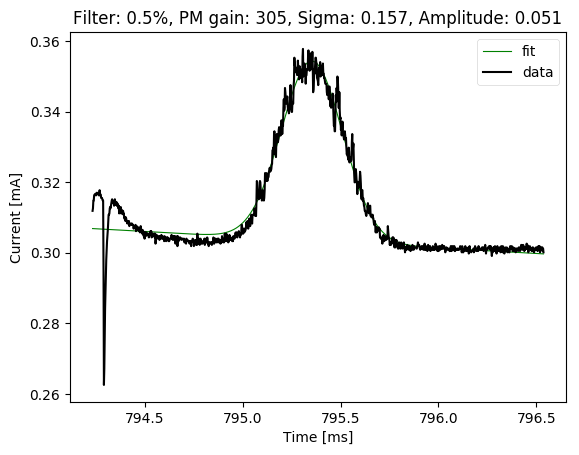 Filter: 0.5%, PM gain: 305, Sigma: 0.157, Amplitude: 0.051
fit
data
0.36
0.34
0.32
0.30
0.28
0.26
Current [mA]
794.5
795.0
795.5
796.0
796.5
Time [ms]